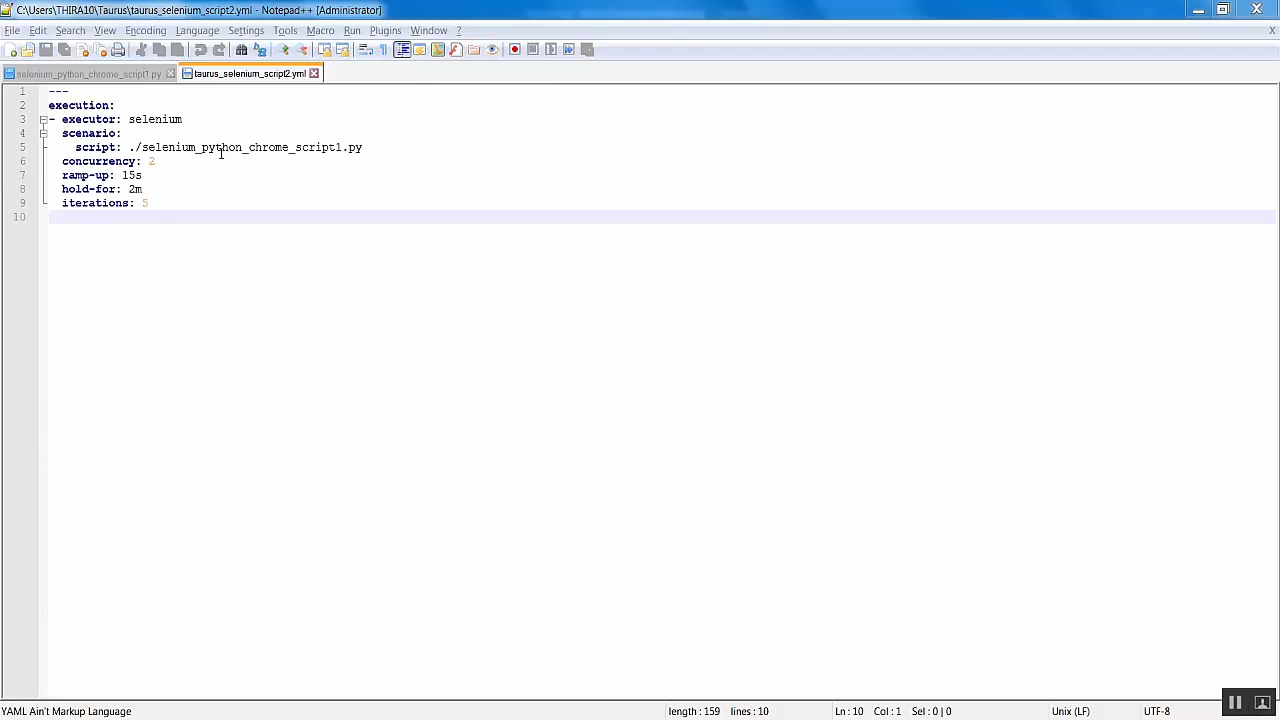 C:\Users\THIRA10\Taurus\taurus_selenium_script2.yml - Notepad++ [Administrator]
File Edit Search View Encoding Language Settings Tools Macro Run Plugins Window ? X
selenium_python_chrome_script1.py taurus_selenium_script2.yml
1 ---
2 execution:
3 - executor: selenium
4 scenario:
5 script: ./selenium_python_chrome_script1.py
6 concurrency: 2
7 ramp-up: 15s
8 hold-for: 2m
9 iterations: 5
10
YAML Ain't Markup Language length : 159 lines : 10 Ln : 10 Col : 1 Sel : 0 | 0 Unix (LF) UTF-8